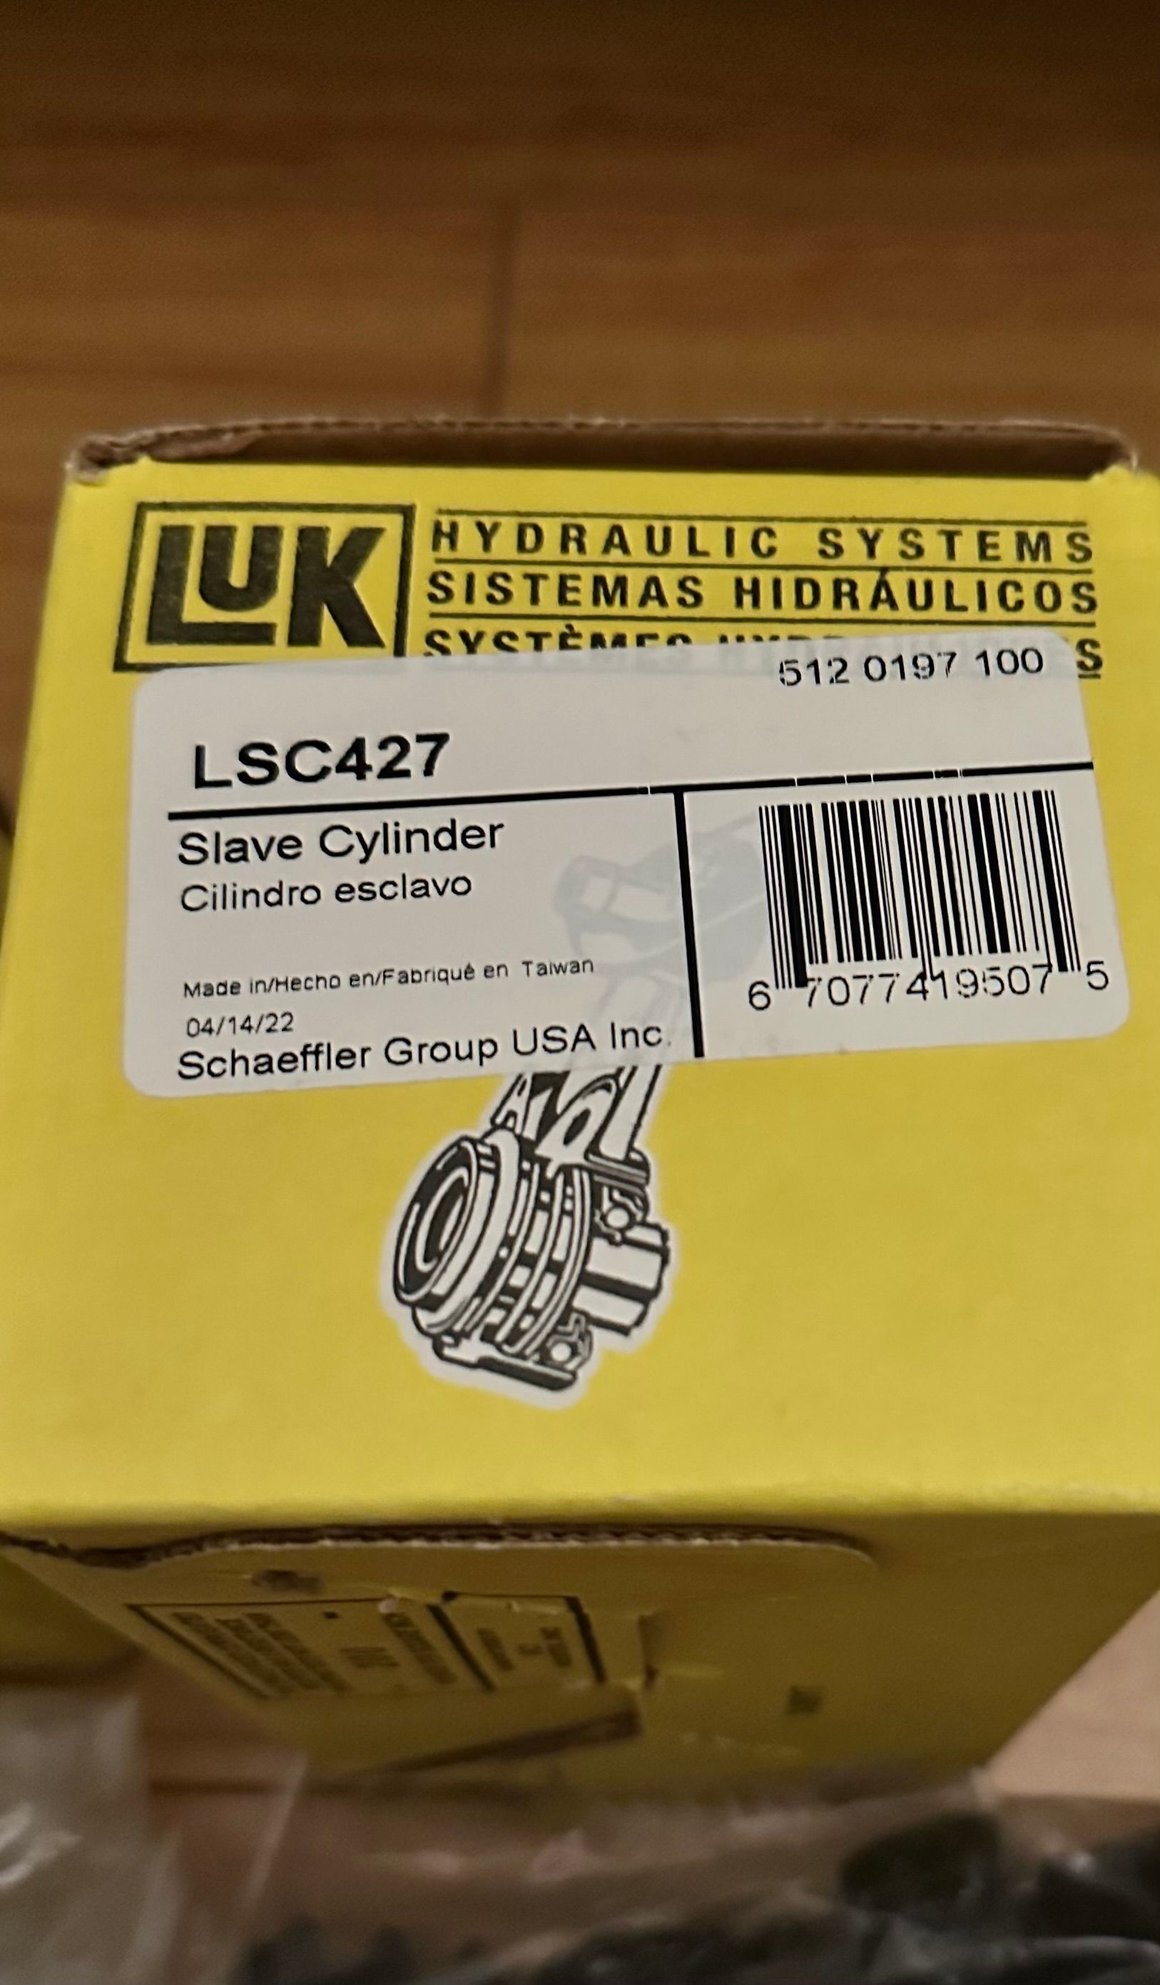 LUK
HYDRAULIC SYSTEMS
SISTEMAS HIDRÁULICOS
SYSTÈMES
512 0197 100
LSC427
Slave Cylinder
Cilindro esclavo
Made in/Hecho en/Fabriqué en Taiwan
04/14/22
Schaeffler Group USA Inc.
6 70774 19507 5